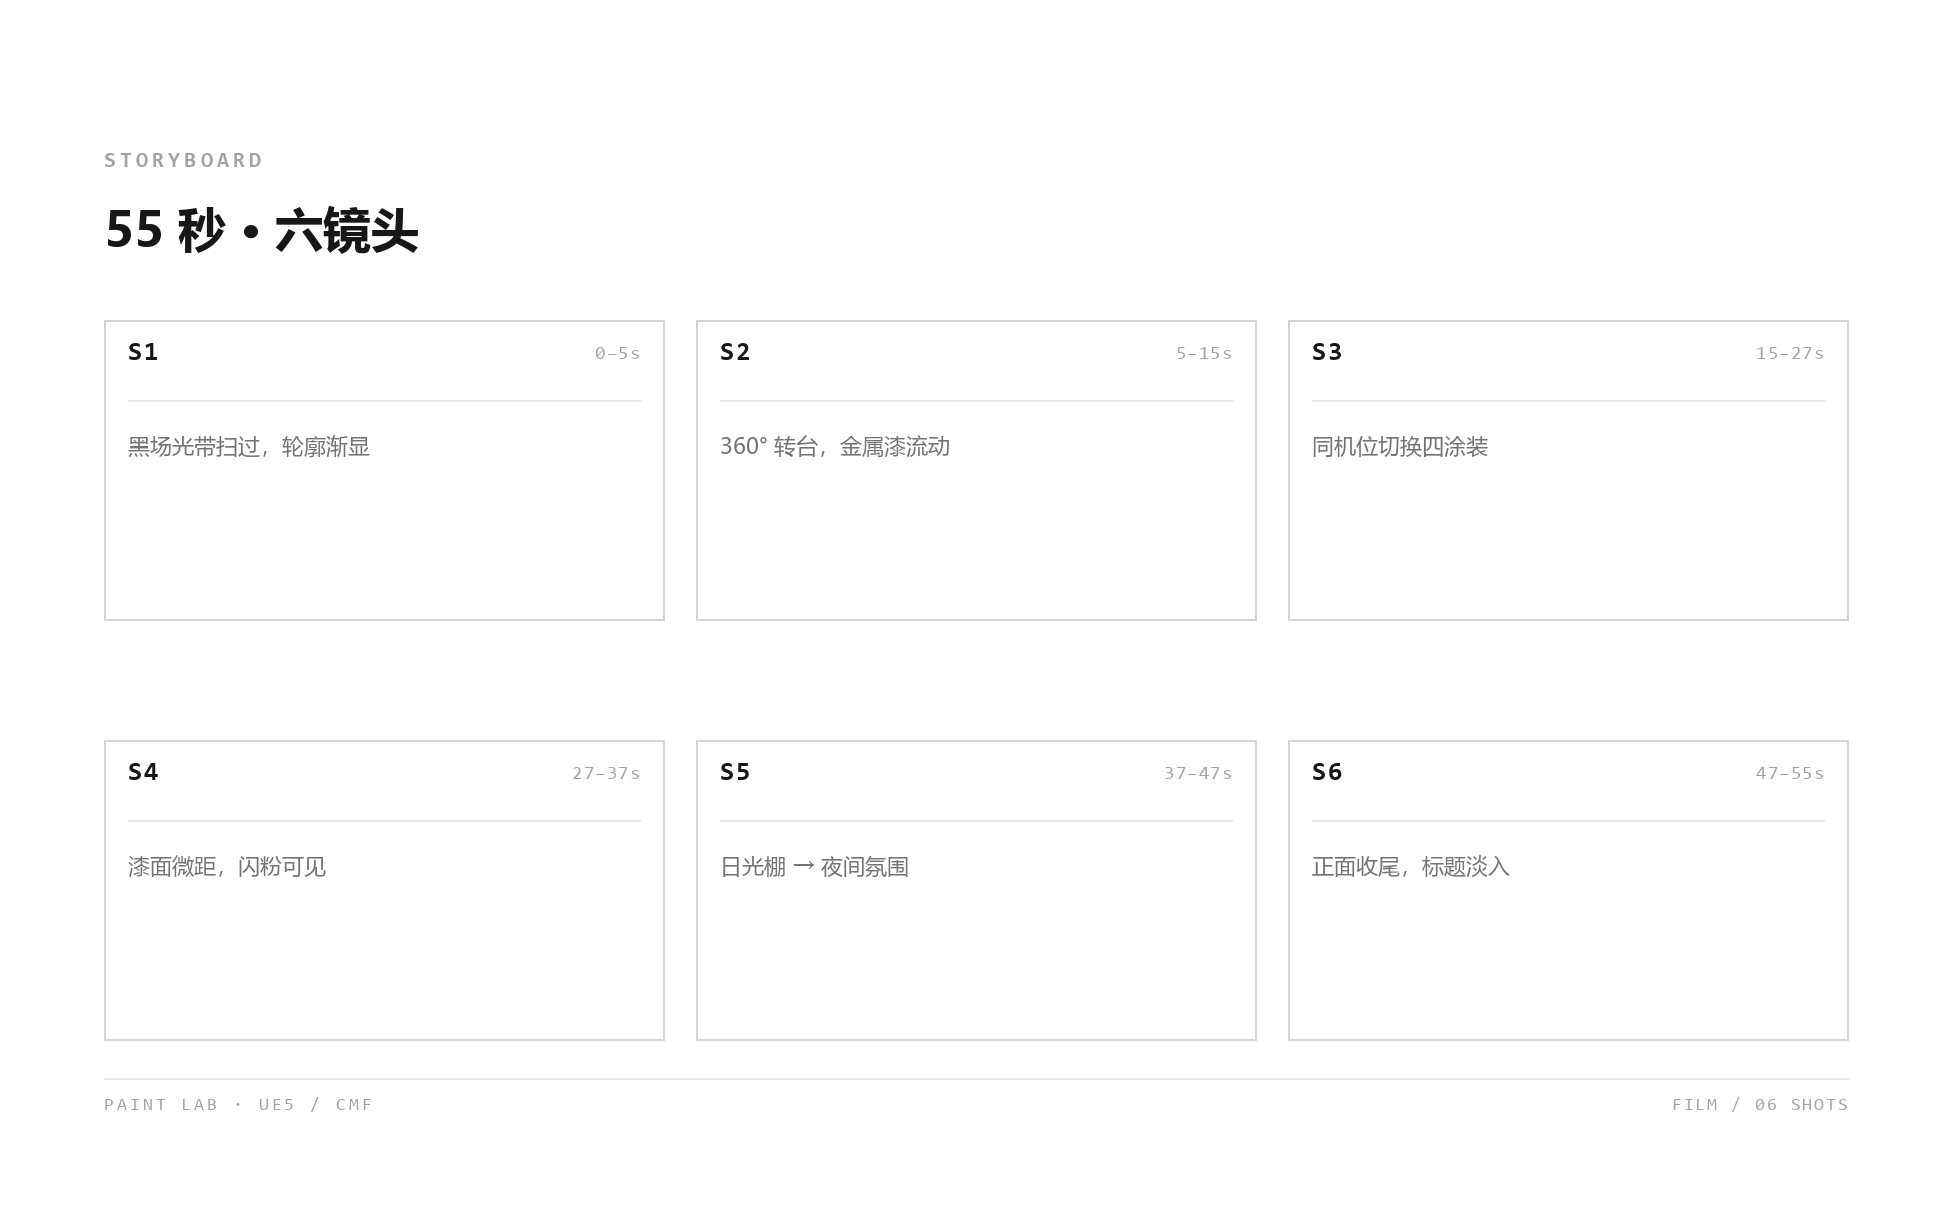 STORYBOARD
55 秒 · 六镜头
S1 0–5s
黑场光带扫过，轮廓渐显
S2 5–15s
360° 转台，金属漆流动
S3 15–27s
同机位切换四涂装
S4 27–37s
漆面微距，闪粉可见
S5 37–47s
日光棚 → 夜间氛围
S6 47–55s
正面收尾，标题淡入
PAINT LAB · UE5 / CMF
FILM / 06 SHOTS